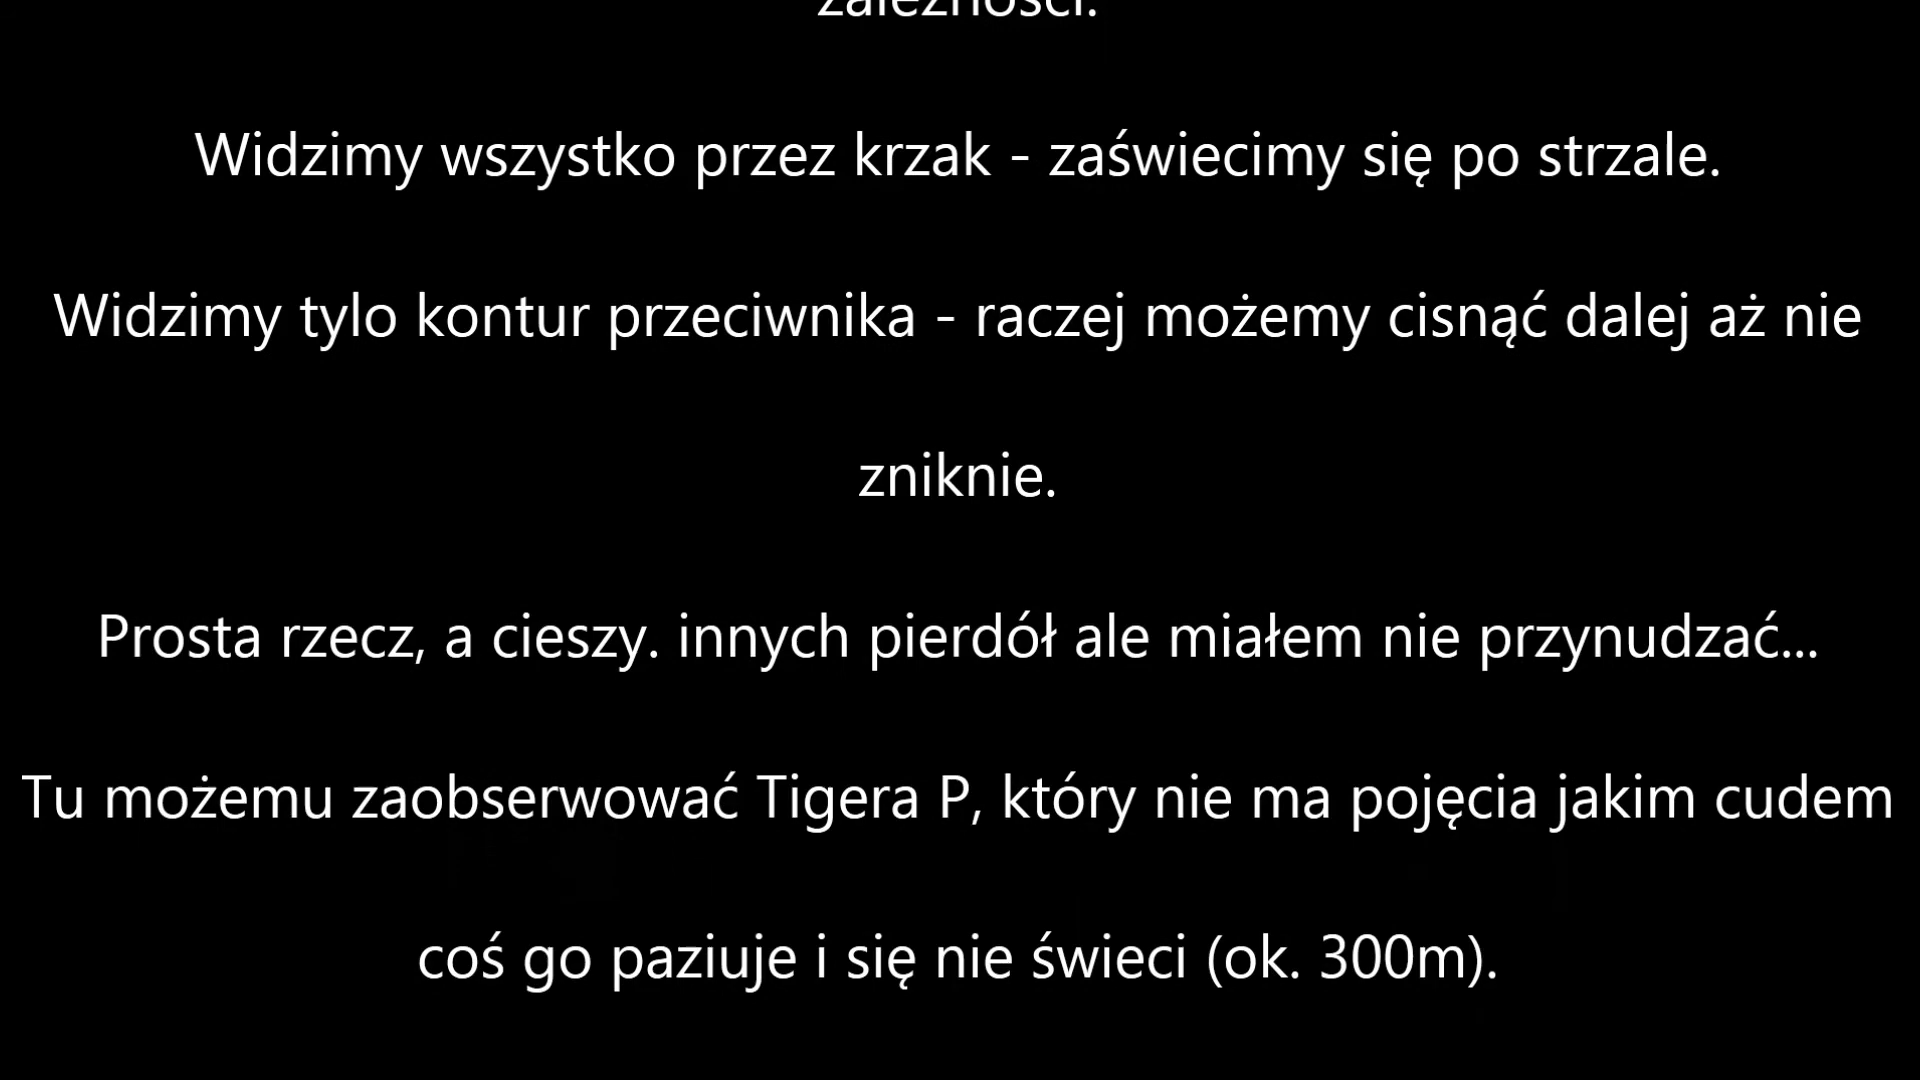 zależności.
Widzimy wszystko przez krzak - zaświecimy się po strzale.
Widzimy tylo kontur przeciwnika - raczej możemy cisnąć dalej aż nie
zniknie.
Prosta rzecz, a cieszy. innych pierdół ale miałem nie przynudzać...
Tu możemu zaobserwować Tigera P, który nie ma pojęcia jakim cudem
coś go paziuje i się nie świeci (ok. 300m).